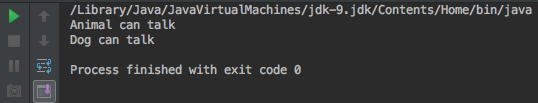 /Library/Java/JavaVirtualMachines/jdk-9.jdk/Contents/Home/bin/java
Animal can talk
Dog can talk
Process finished with exit code 0